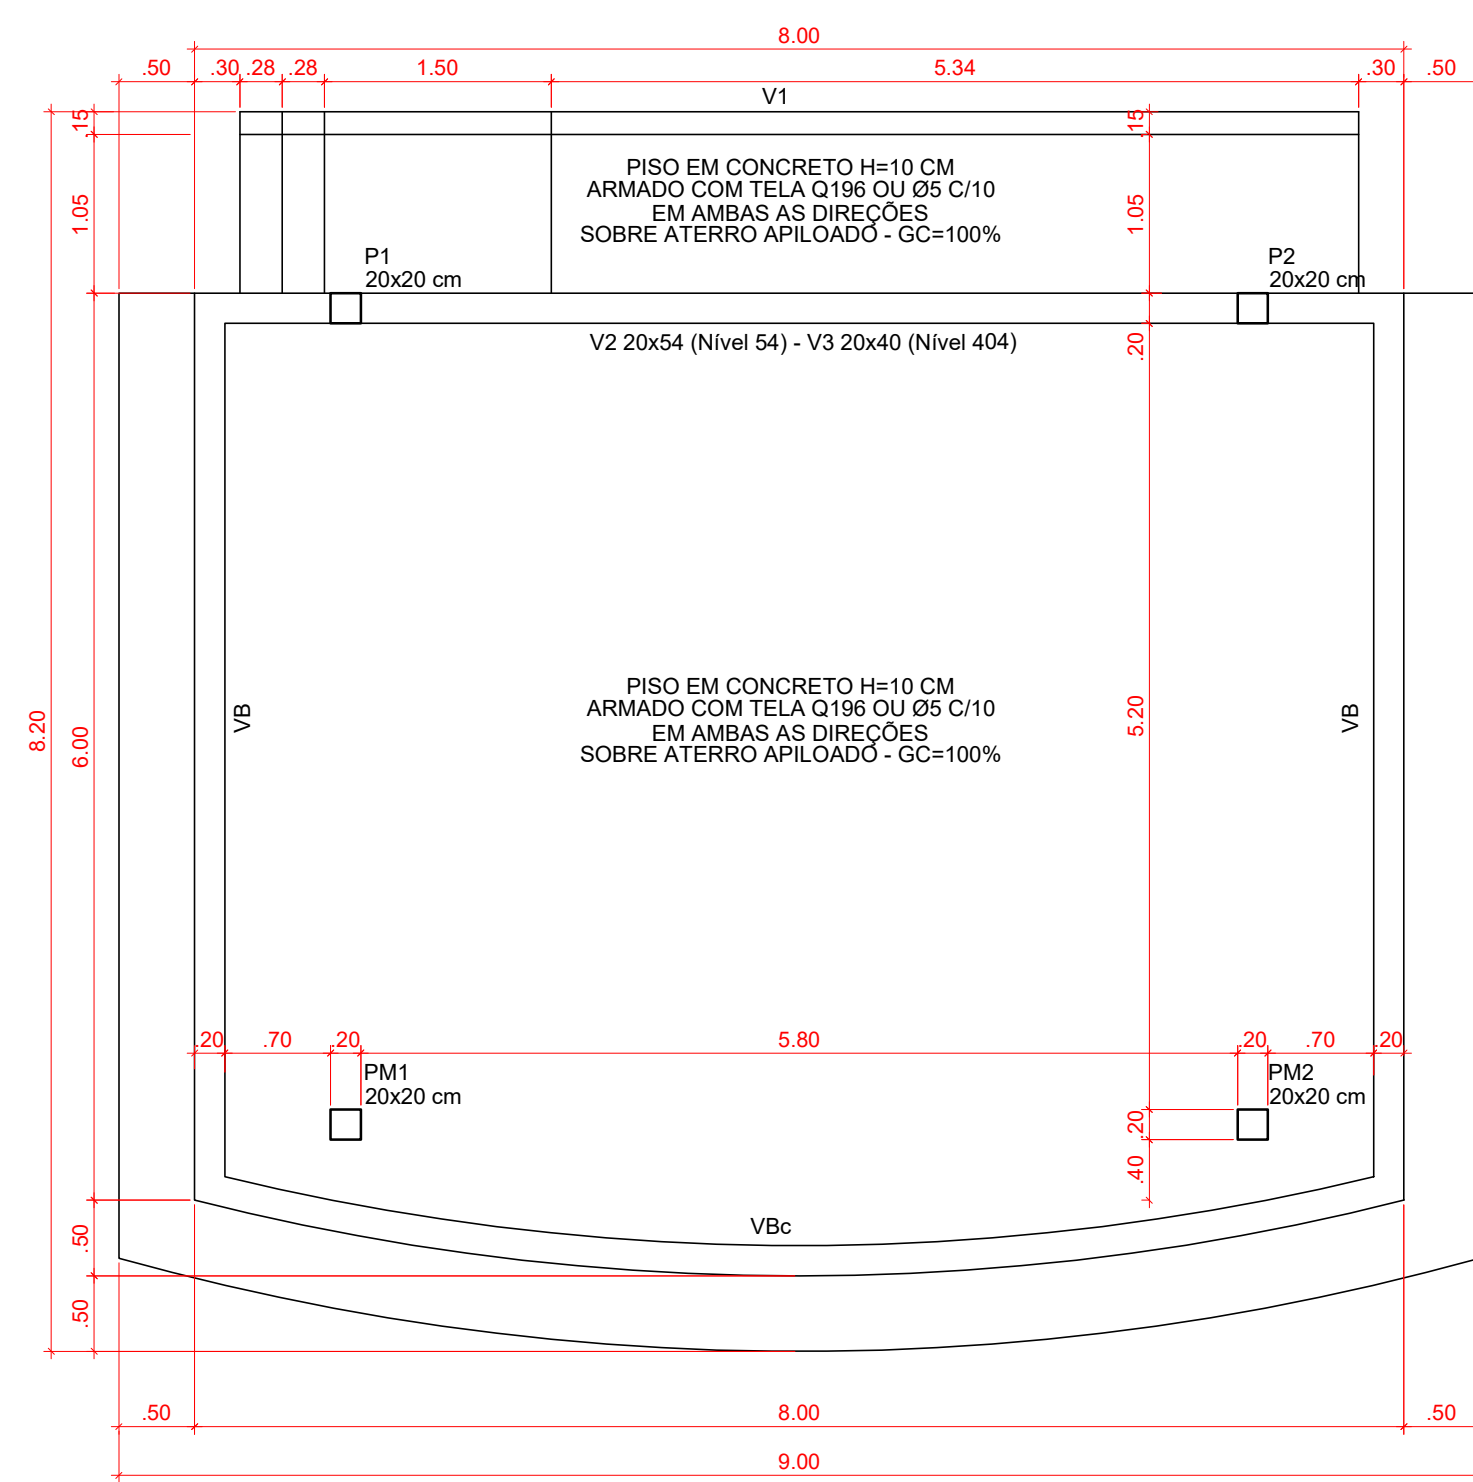 8.00
.50 .30 .28 .28 1.50 5.34 .30 .50
V1
.15 .15
PISO EM CONCRETO H=10 CM
ARMADO COM TELA Q196 OU Ø5 C/10
EM AMBAS AS DIREÇÕES
SOBRE ATERRO APILOADO - GC=100%
1.05 1.05
P1
20x20 cm
P2
20x20 cm
V2 20x54 (Nível 54) - V3 20x40 (Nível 404)
.20
PISO EM CONCRETO H=10 CM
ARMADO COM TELA Q196 OU Ø5 C/10
EM AMBAS AS DIREÇÕES
SOBRE ATERRO APILOADO - GC=100%
8.20 6.00 VB 5.20 VB
.20 .70 .20 5.80 .20 .70 .20
PM1
20x20 cm
PM2
20x20 cm
.20
.40
VBc
.50
.50
.50 8.00 .50
9.00